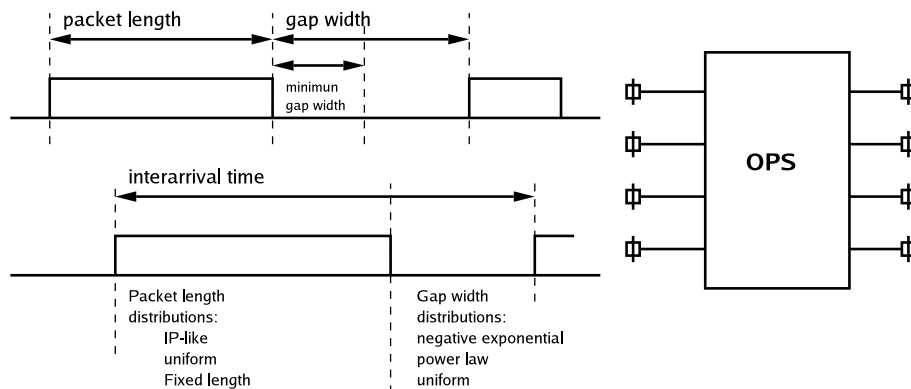 packet length
gap width
minimun
gap width
OPS
interarrival time
Packet length
distributions:
IP-like
uniform
Fixed length
Gap width
distributions:
negative exponential
power law
uniform